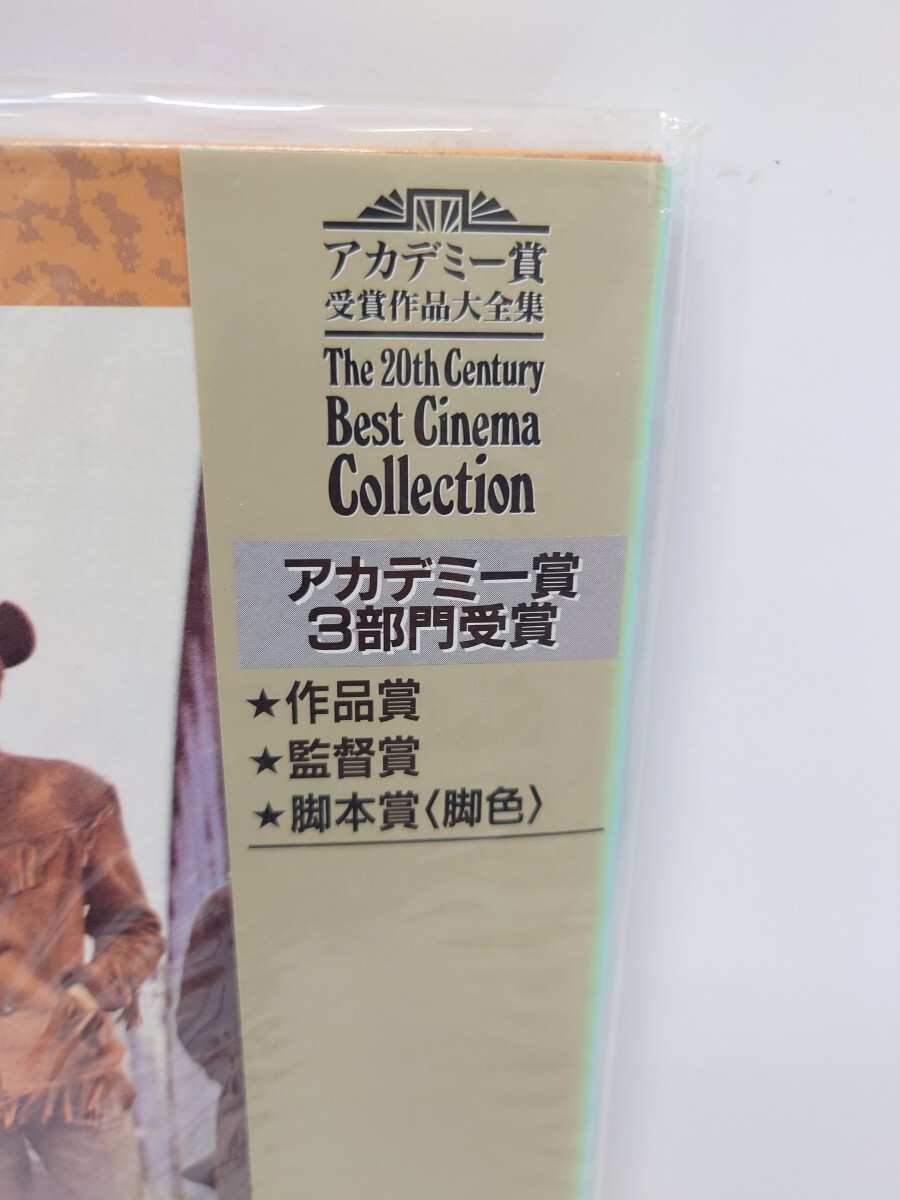 アカデミー賞
受賞作品大全集
The 20th Century
Best Cinema
Collection
アカデミー賞
3部門受賞
★作品賞
★監督賞
★脚本賞〈脚色〉